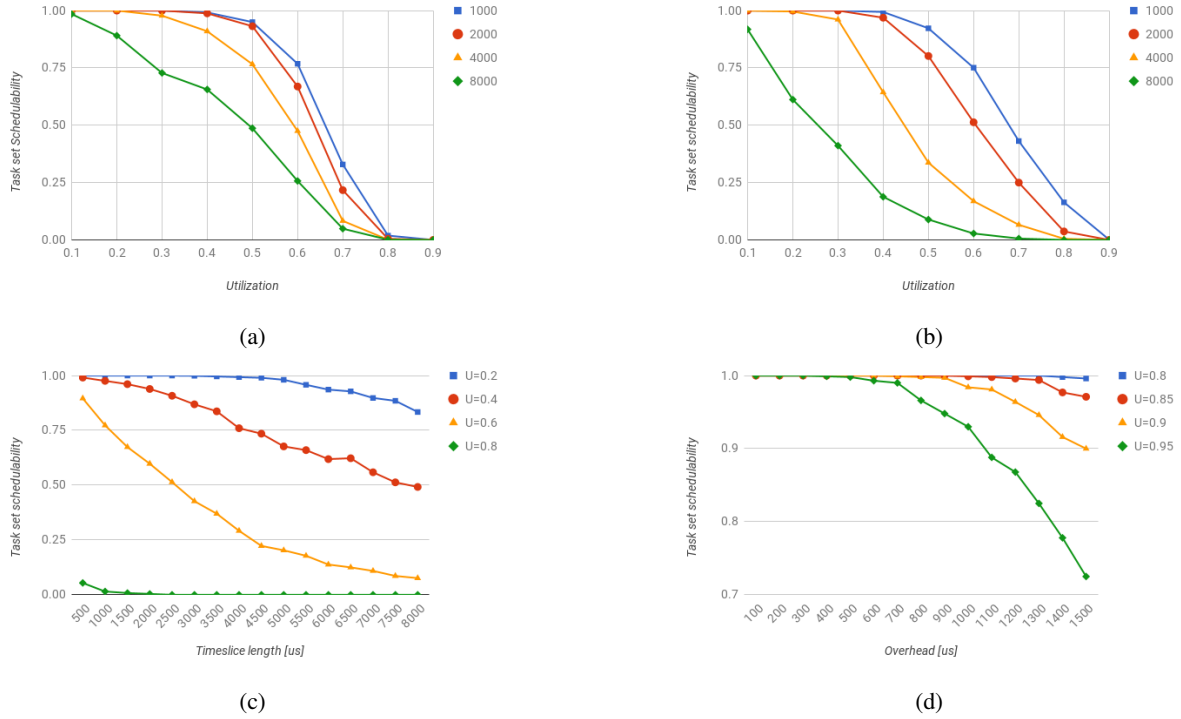 1.00
0.75
0.50
0.25
0.00
Task set Schedulability
0.1 0.2 0.3 0.4 0.5 0.6 0.7 0.8 0.9
Utilization
1000
2000
4000
8000
(a)
1.00
0.75
0.50
0.25
0.00
Task set schedulability
0.1 0.2 0.3 0.4 0.5 0.6 0.7 0.8 0.9
Utilization
1000
2000
4000
8000
(b)
1.00
0.75
0.50
0.25
0.00
Task set schedulability
500 1000 1500 2000 2500 3000 3500 4000 4500 5000 5500 6000 6500 7000 7500 8000
Timeslice length [us]
U=0.2
U=0.4
U=0.6
U=0.8
(c)
1.0
0.9
0.8
0.7
Task set schedulability
100 200 300 400 500 600 700 800 900 1000 1100 1200 1300 1400 1500
Overhead [us]
U=0.8
U=0.85
U=0.9
U=0.95
(d)